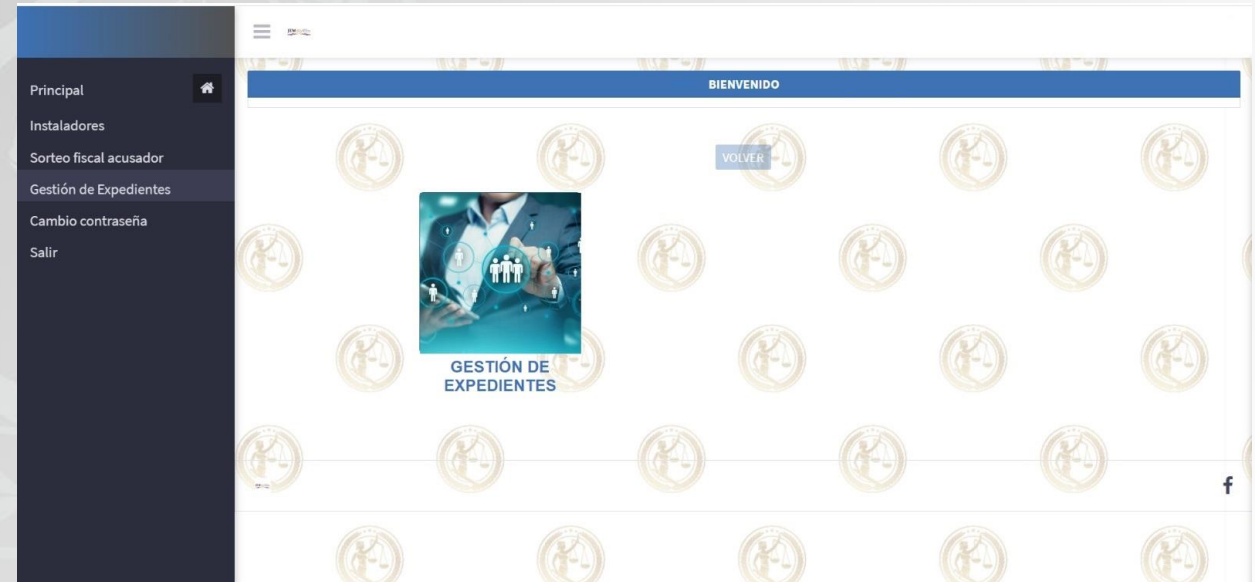 BIENVENIDO
Principal
Instaladores
Sorteo fiscal acusador
Gestión de Expedientes
Cambio contraseña
Salir
VOLVER
GESTIÓN DE
EXPEDIENTES
f